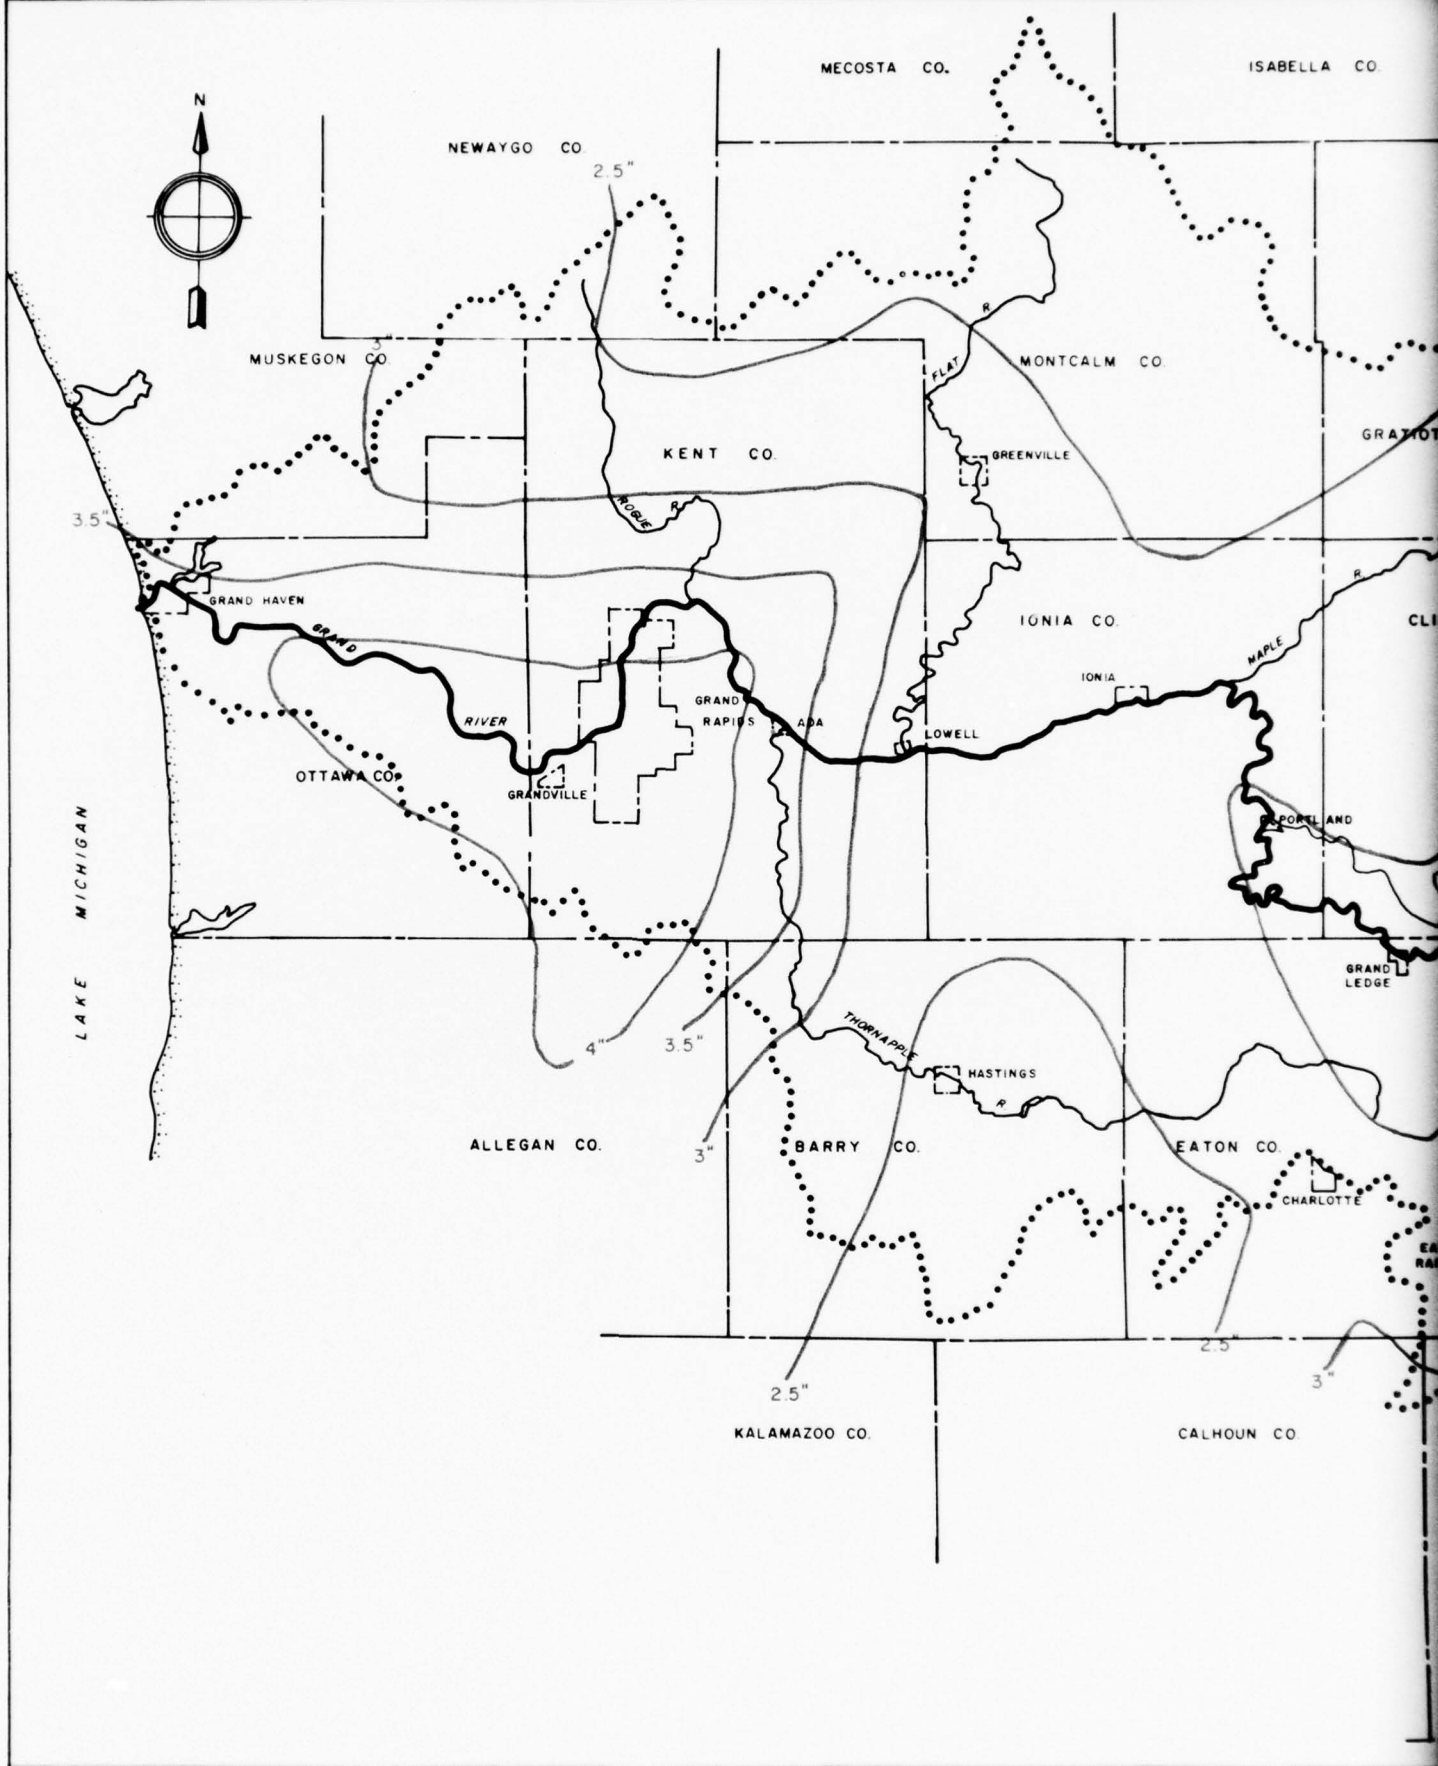 MECOSTA CO.
ISABELLA CO.
N
NEWAYGO CO.
2.5"
3"
MUSKEGON CO.
FLAT R.
MONTCALM CO.
GRATIOT
KENT CO.
GREENVILLE
3.5"
ROGUE R.
R.
GRAND HAVEN
IONIA CO.
CLI
GRAND
MAPLE
IONIA
GRAND
RAPIDS
ADA
RIVER
LOWELL
OTTAWA CO.
GRANDVILLE
PORTLAND
LAKE MICHIGAN
GRAND
LEDGE
THORNAPPLE
4"
3.5"
HASTINGS
R
ALLEGAN CO.
3"
BARRY CO.
EATON CO.
CHARLOTTE
EA
RA
2.5"
3"
2.5"
KALAMAZOO CO.
CALHOUN CO.